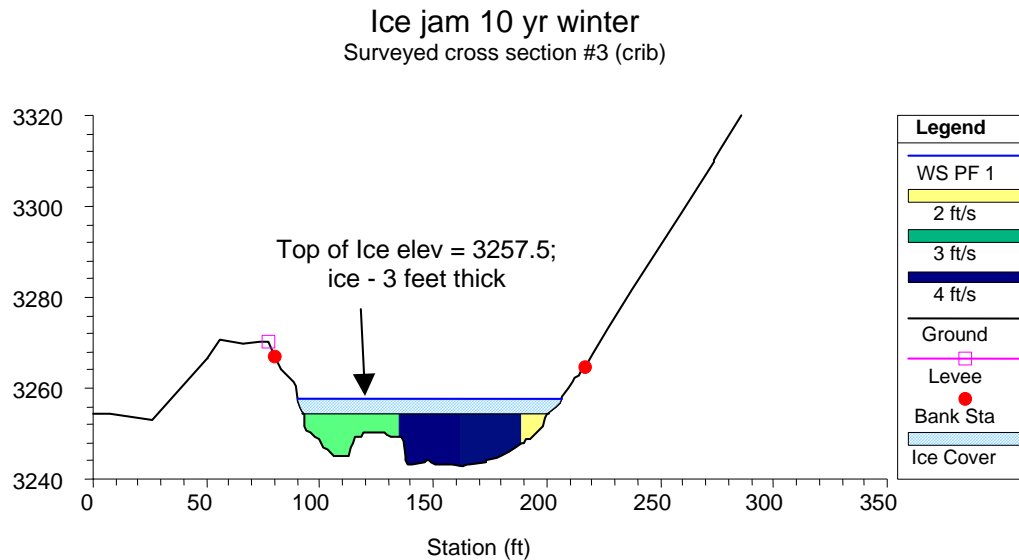 Ice jam 10 yr winter
Surveyed cross section #3 (crib)
3320
3300
3280
3260
3240
0
50
100
150
200
250
300
350
Station (ft)
Top of Ice elev = 3257.5;
ice - 3 feet thick
Legend
WS PF 1
2 ft/s
3 ft/s
4 ft/s
Ground
Levee
Bank Sta
Ice Cover